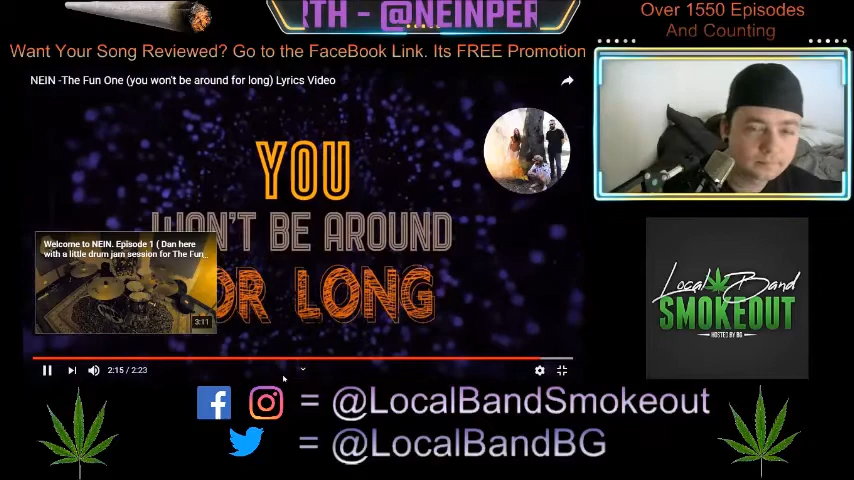 RTH - @NEINPER
Over 1550 Episodes
And Counting
Want Your Song Reviewed? Go to the FaceBook Link. Its FREE Promotion
NEIN -The Fun One (you won't be around for long) Lyrics Video
YOU
WON'T BE AROUND
FOR LONG
Welcome to NEIN. Episode 1 ( Dan here
with a little drum jam session for The Fun..
3:11
2:15 / 2:23
Local Band
SMOKEOUT
HOSTED BY BG
= @LocalBandSmokeout
= @LocalBandBG